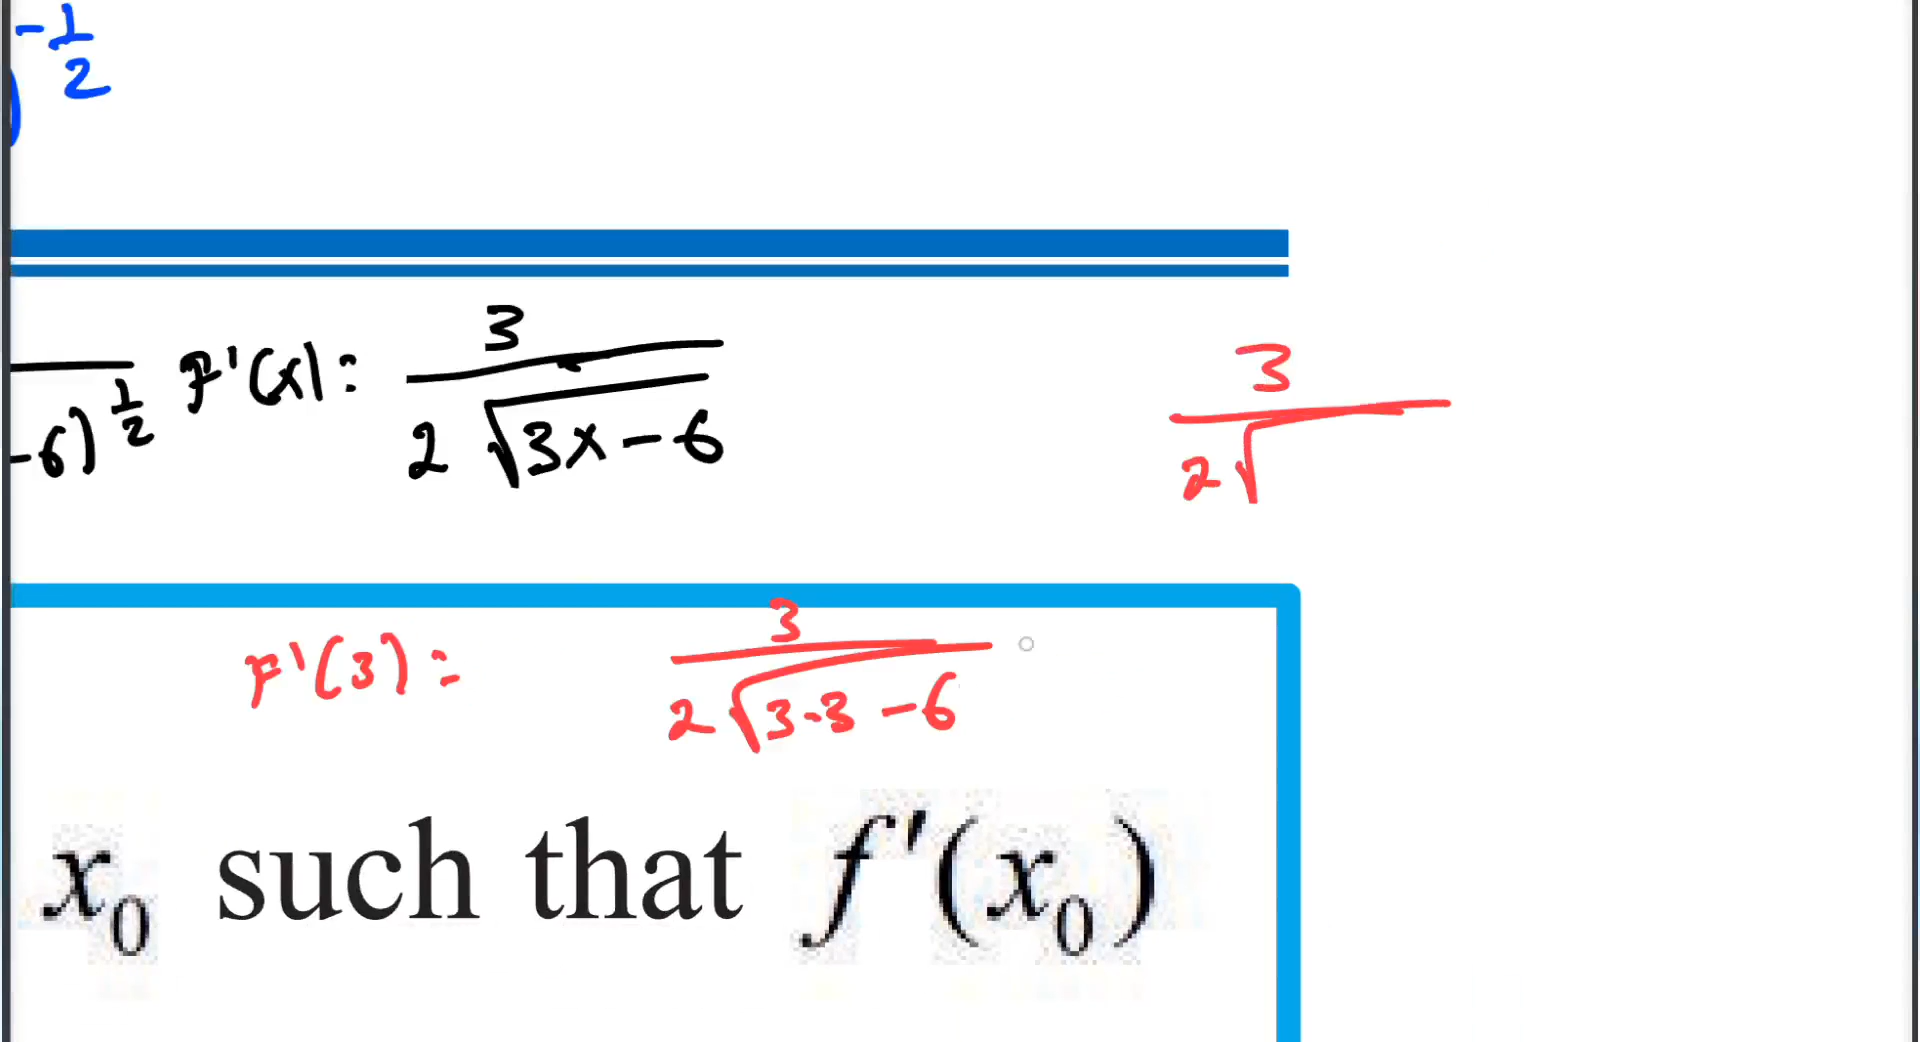 )^-1/2
-6)^1/2 F'(x) = 3/(2√(3x-6))
3/(2√
F'(3) = 3/(2√(3·3-6))
x₀ such that f'(x₀)